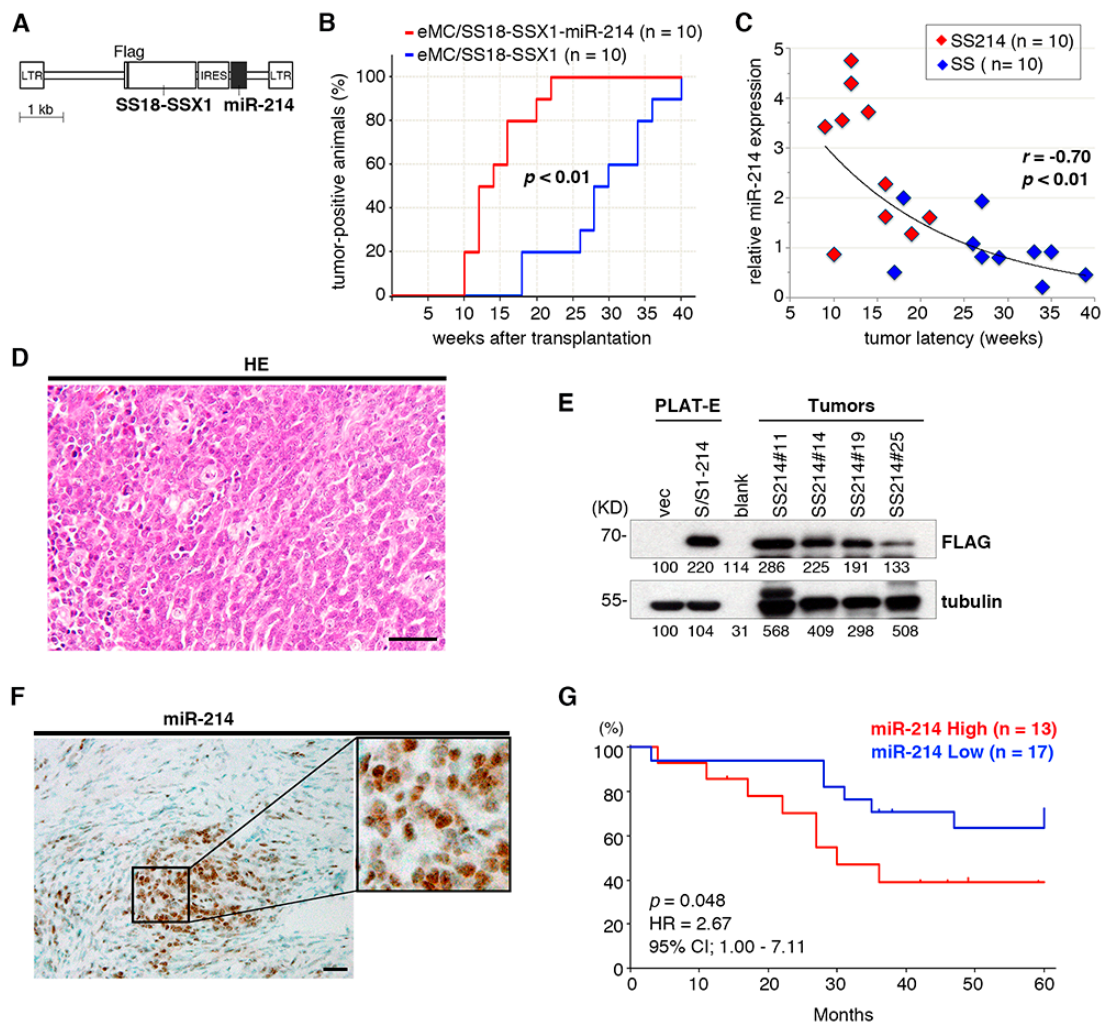 A
Flag
LTR
IRES
LTR
SS18-SSX1
miR-214
1 kb
B
eMC/SS18-SSX1-miR-214 (n = 10)
eMC/SS18-SSX1 (n = 10)
tumor-positive animals (%)
100
80
60
40
20
0
p < 0.01
5 10 15 20 25 30 35 40
weeks after transplantation
C
SS214 (n = 10)
SS ( n= 10)
relative miR-214 expression
5
4
3
2
1
0
r = -0.70
p < 0.01
5 10 15 20 25 30 35 40
tumor latency (weeks)
D
HE
E
PLAT-E
Tumors
vec
S/S1-214
blank
SS214#11
SS214#14
SS214#19
SS214#25
(KD)
70-
FLAG
100 220 114 286 225 191 133
55-
tubulin
100 104 31 568 409 298 508
F
miR-214
G
(%)
miR-214 High (n = 13)
miR-214 Low (n = 17)
100
80
60
40
20
0
p = 0.048
HR = 2.67
95% CI; 1.00 - 7.11
0 10 20 30 40 50 60
Months